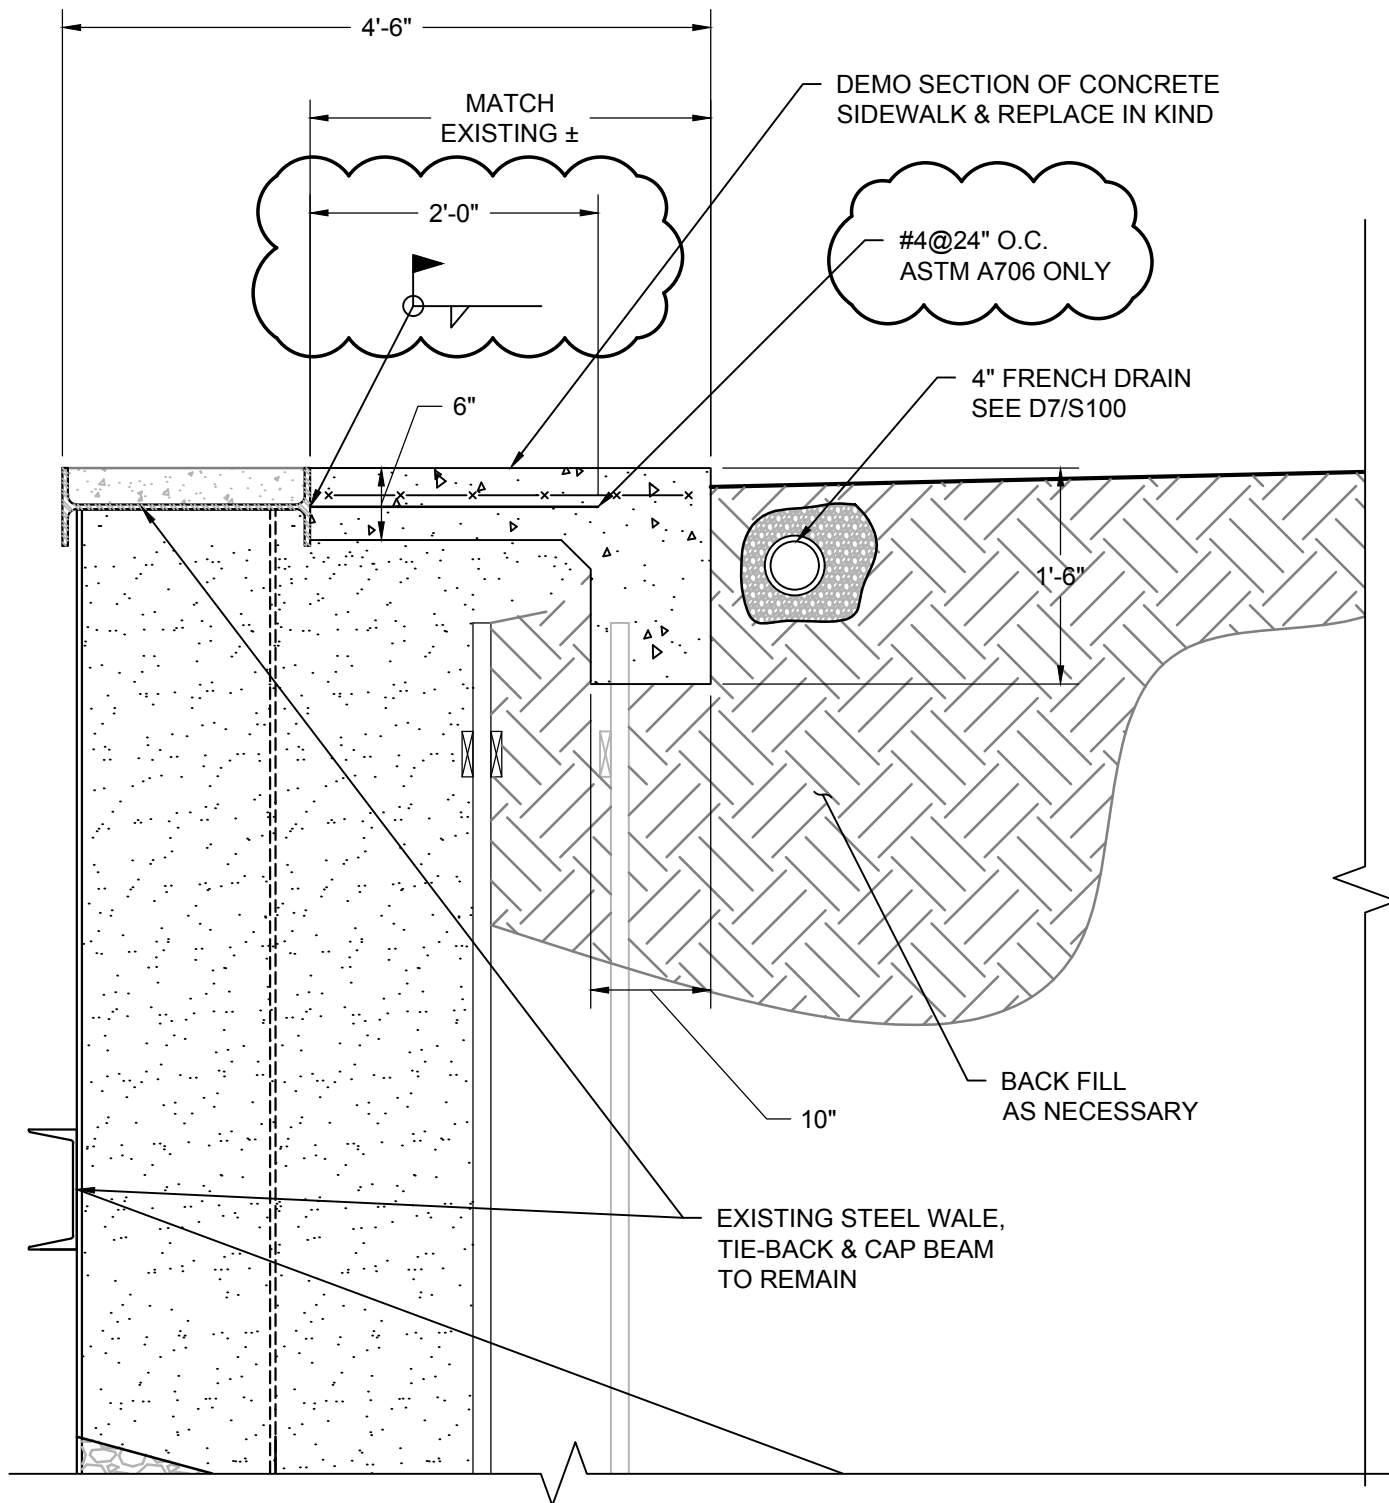 4'-6"
MATCH
EXISTING ±
DEMO SECTION OF CONCRETE
SIDEWALK & REPLACE IN KIND
2'-0"
#4@24" O.C.
ASTM A706 ONLY
4" FRENCH DRAIN
SEE D7/S100
6"
1'-6"
BACK FILL
AS NECESSARY
10"
EXISTING STEEL WALE,
TIE-BACK & CAP BEAM
TO REMAIN